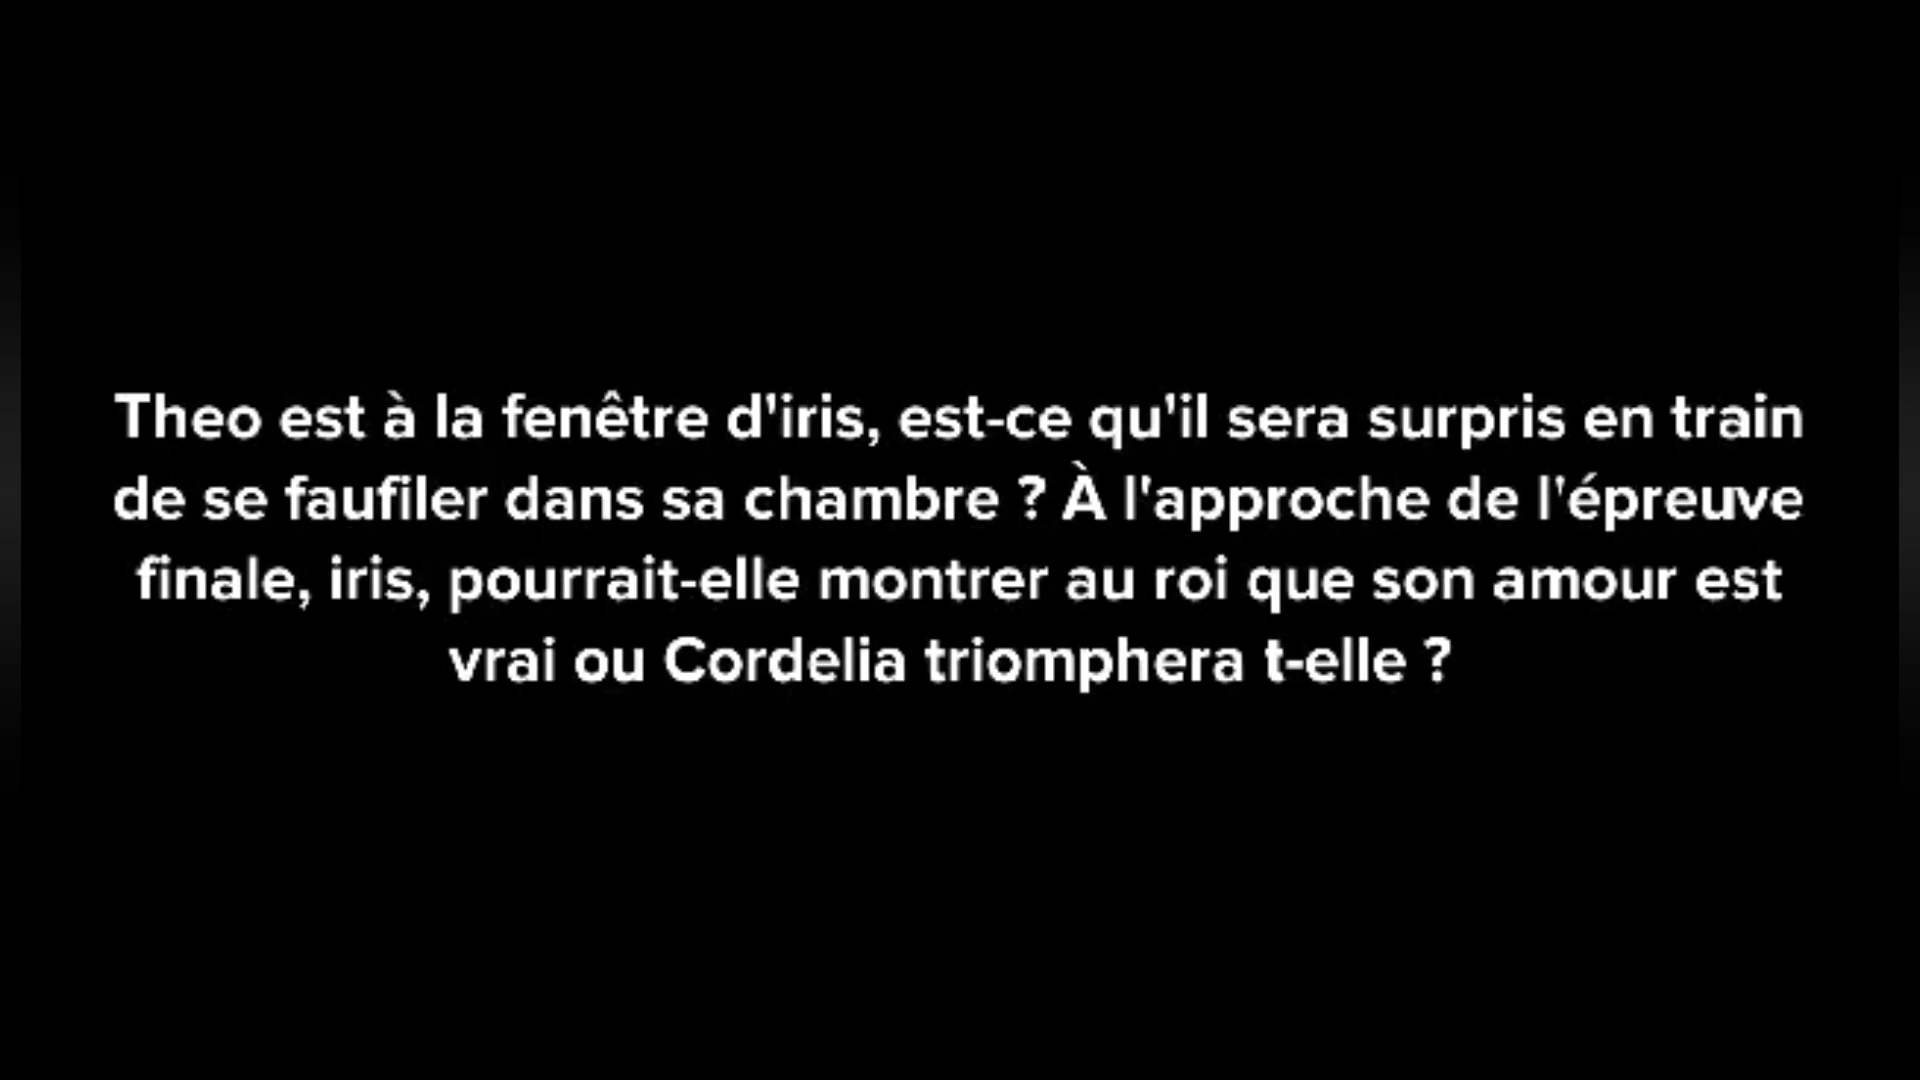 Theo est à la fenêtre d'iris, est-ce qu'il sera surpris en train
de se faufiler dans sa chambre ? À l'approche de l'épreuve
finale, iris, pourrait-elle montrer au roi que son amour est
vrai ou Cordelia triomphera t-elle ?